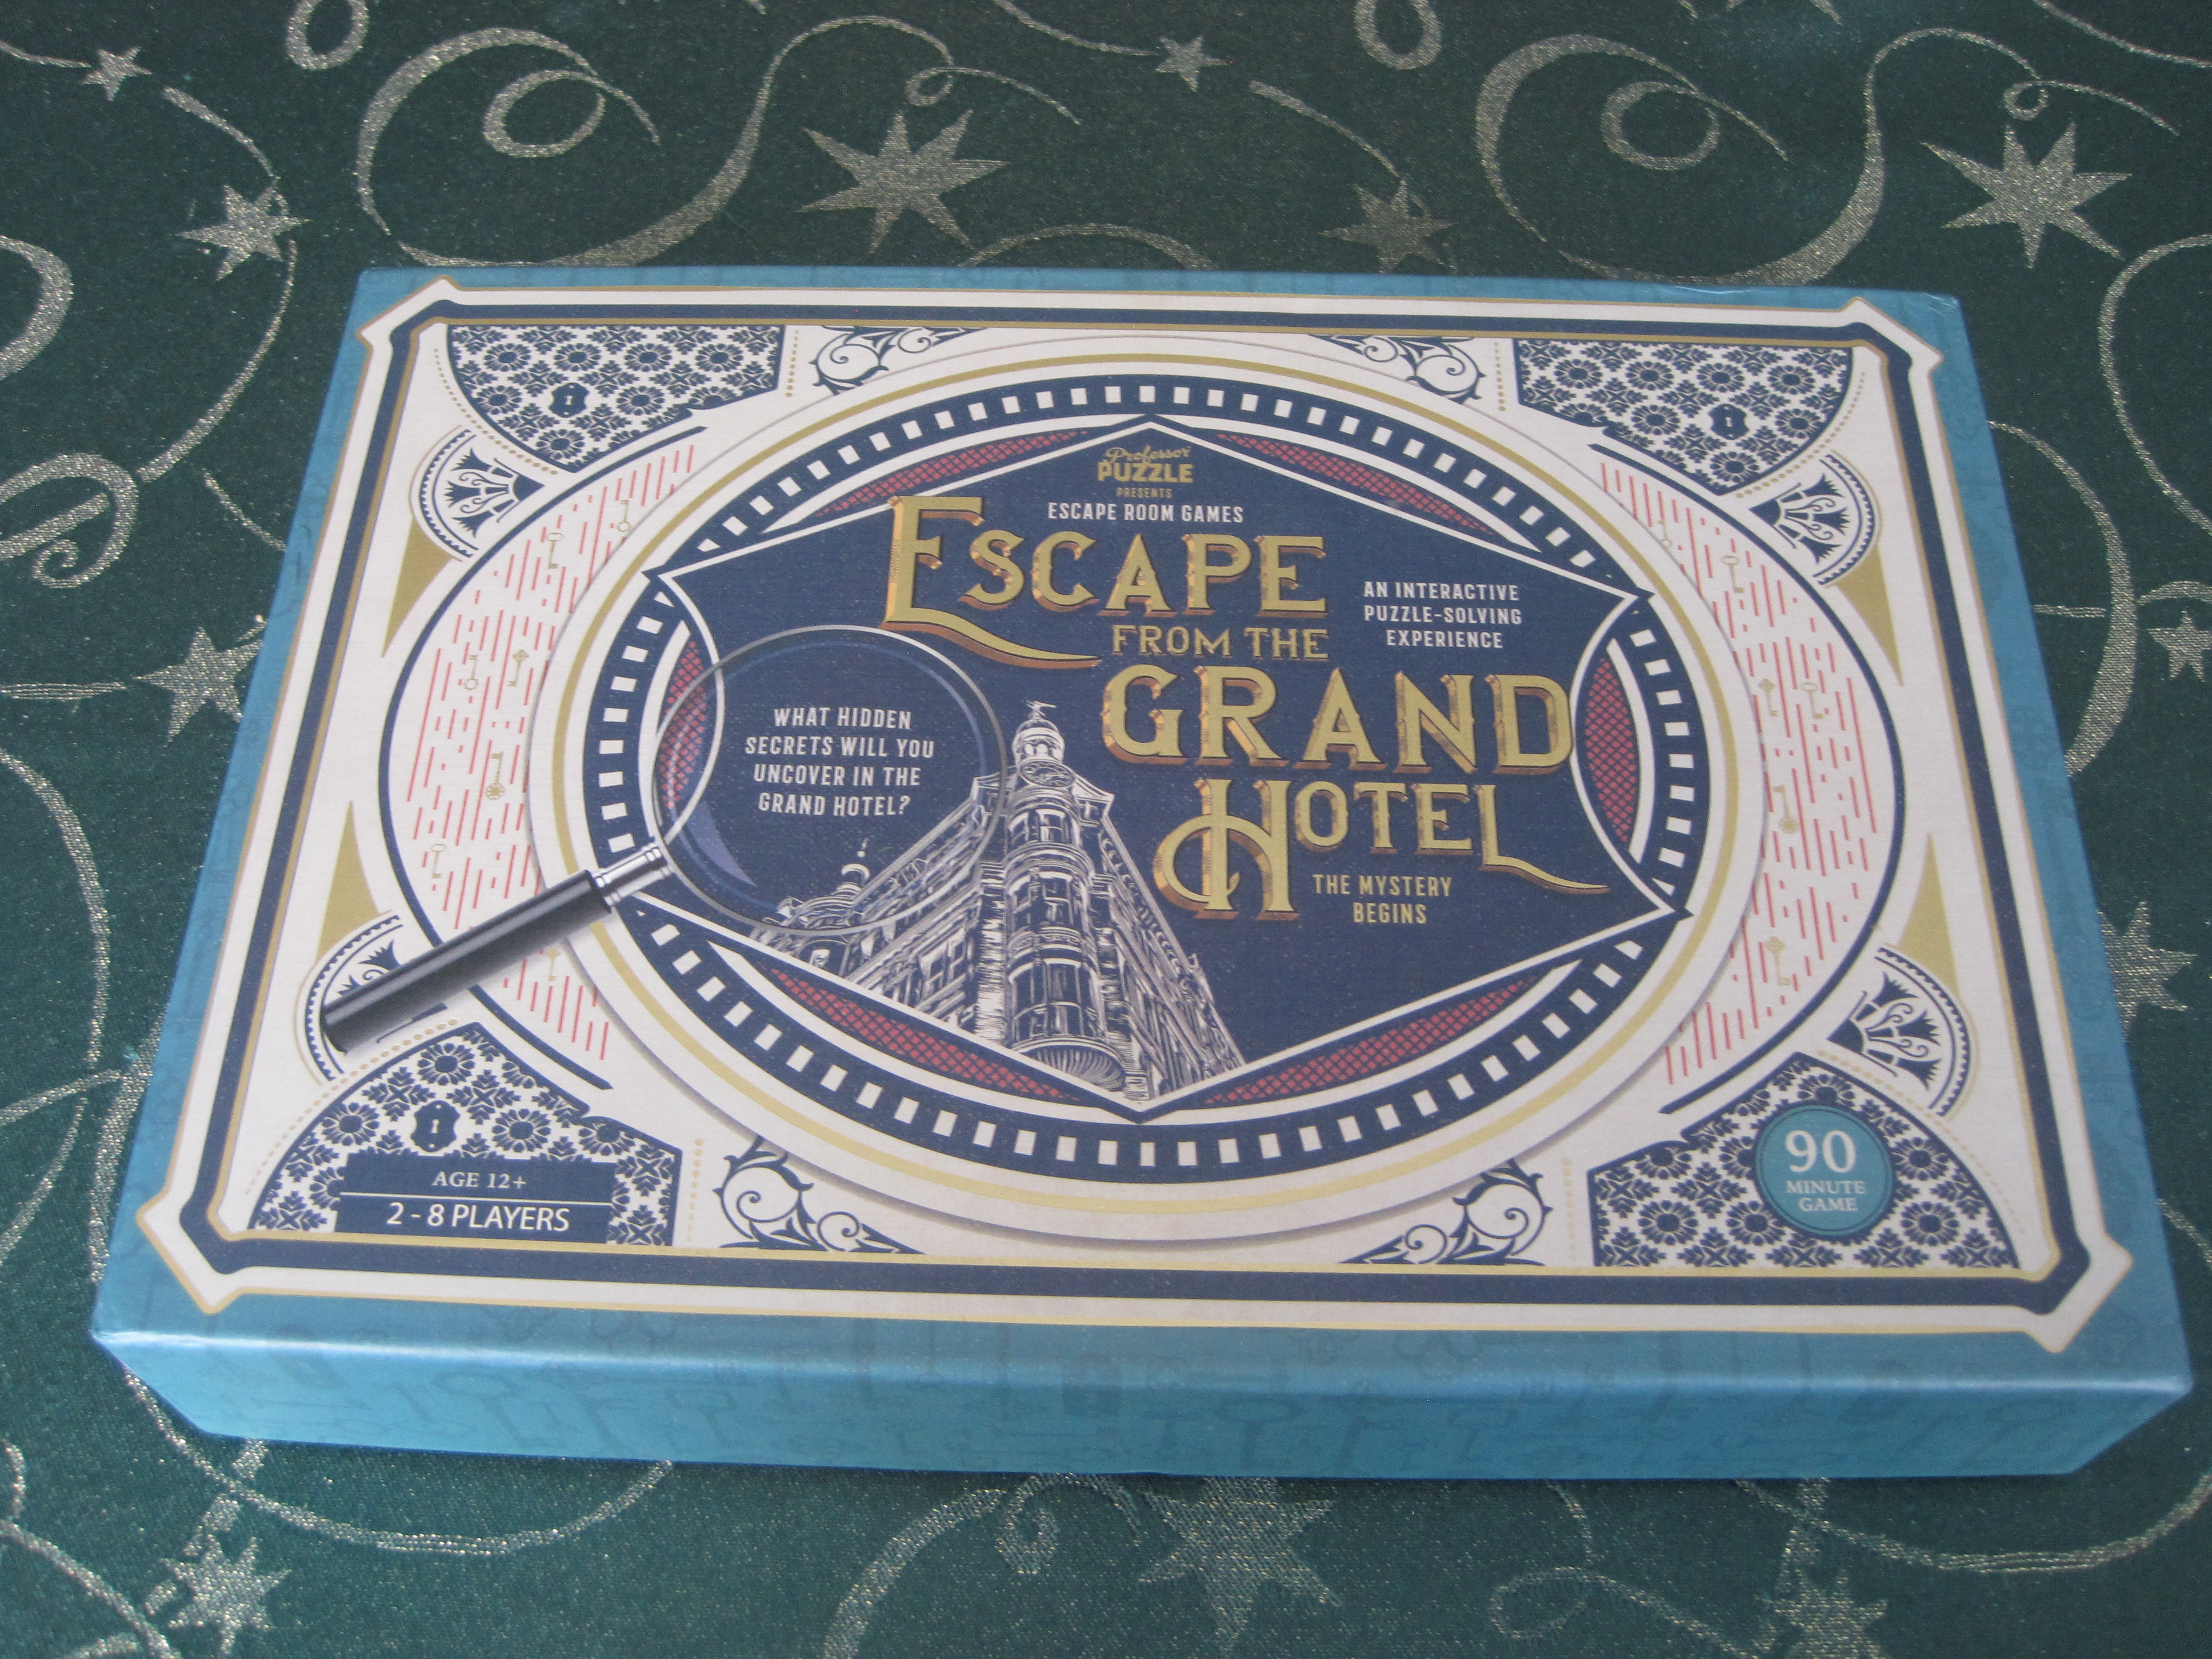 Professor
PUZZLE
PRESENTS
ESCAPE ROOM GAMES
ESCAPE
FROM THE
GRAND
HOTEL
THE MYSTERY
BEGINS
AN INTERACTIVE
PUZZLE-SOLVING
EXPERIENCE
WHAT HIDDEN
SECRETS WILL YOU
UNCOVER IN THE
GRAND HOTEL?
AGE 12+
2 - 8 PLAYERS
90
MINUTE
GAME